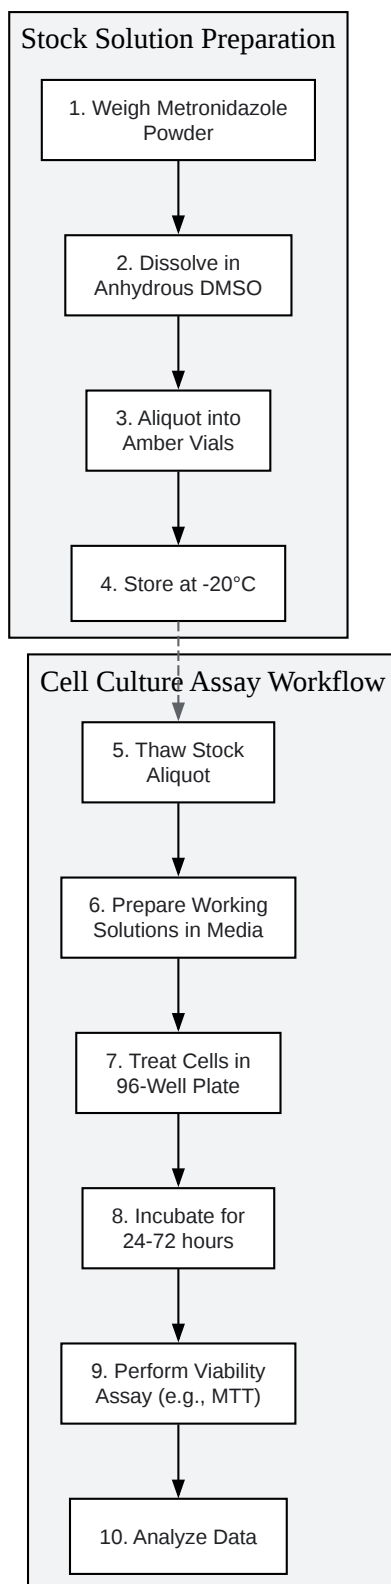 Stock Solution Preparation
1. Weigh Metronidazole
Powder
2. Dissolve in
Anhydrous DMSO
3. Aliquot into
Amber Vials
4. Store at -20°C
Cell Culture Assay Workflow
5. Thaw Stock
Aliquot
6. Prepare Working
Solutions in Media
7. Treat Cells in
96-Well Plate
8. Incubate for
24-72 hours
9. Perform Viability
Assay (e.g., MTT)
10. Analyze Data